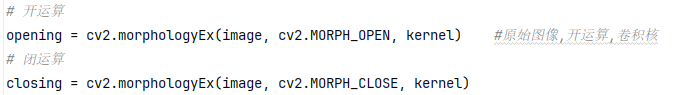 # 开运算
opening = cv2.morphologyEx(image, cv2.MORPH_OPEN, kernel)    #原始图像,开运算,卷积核
# 闭运算
closing = cv2.morphologyEx(image, cv2.MORPH_CLOSE, kernel)